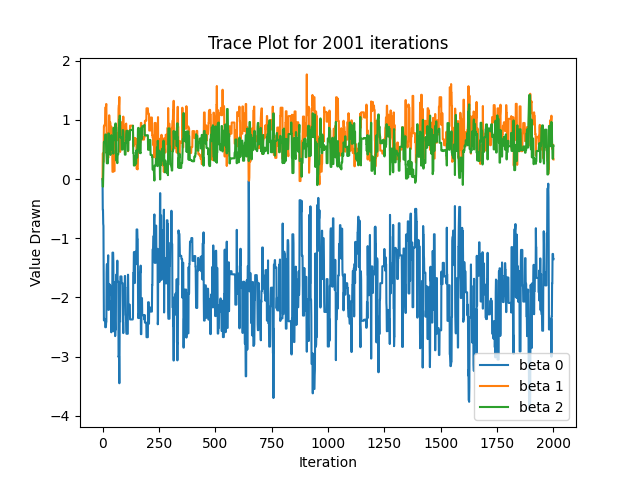 Trace Plot for 2001 iterations
Value Drawn
2
1
0
−1
−2
−3
−4
beta 0
beta 1
beta 2
0
250
500
750
1000
1250
1500
1750
2000
Iteration